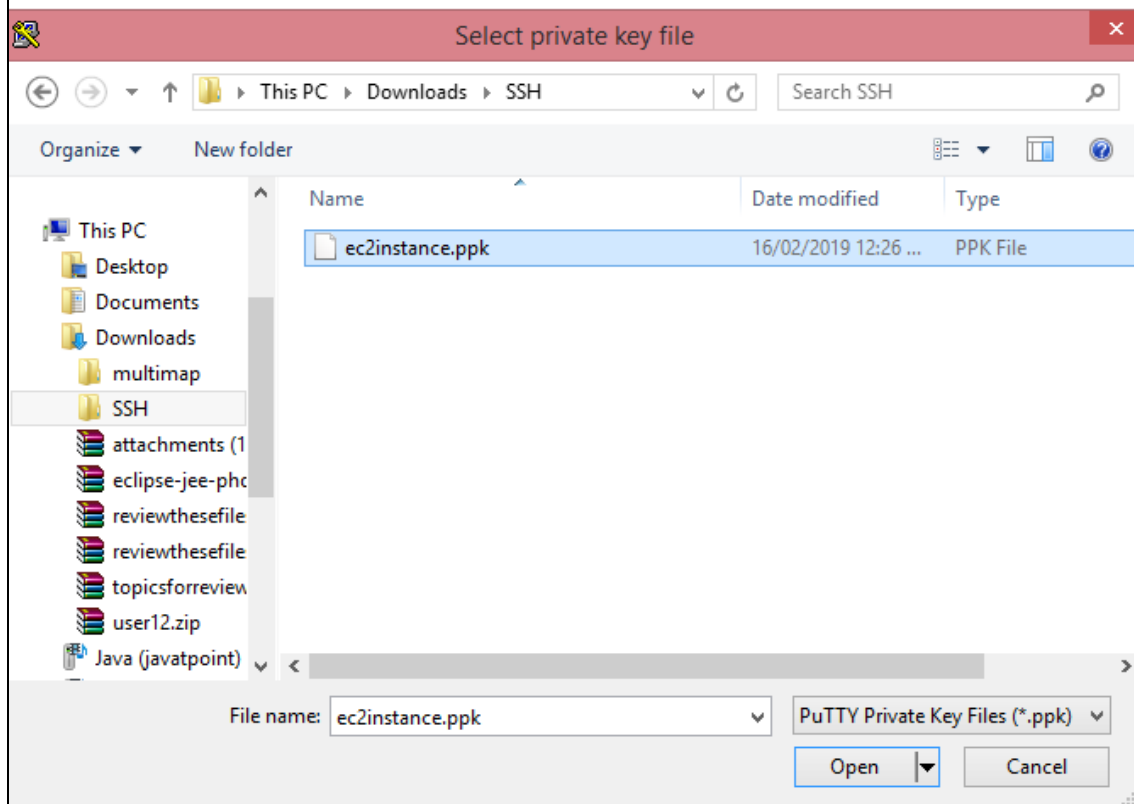 Select private key file
This PC Downloads SSH
Search SSH
Organize
New folder
Name
Date modified
Type
ec2instance.ppk
16/02/2019 12:26 ...
PPK File
This PC
Desktop
Documents
Downloads
multimap
SSH
attachments (1
eclipse-jee-pho
reviewthesefile
reviewthesefile
topicsforreview
user12.zip
Java (javatpoint)
File name: ec2instance.ppk
PuTTY Private Key Files (*.ppk)
Open
Cancel